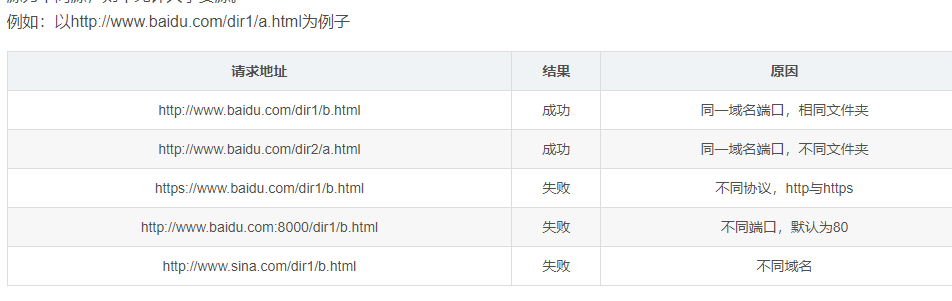 例如：以http://www.baidu.com/dir1/a.html为例子
请求地址 结果 原因
http://www.baidu.com/dir1/b.html 成功 同一域名端口，相同文件夹
http://www.baidu.com/dir2/a.html 成功 同一域名端口，不同文件夹
https://www.baidu.com/dir1/b.html 失败 不同协议，http与https
http://www.baidu.com:8000/dir1/b.html 失败 不同端口，默认为80
http://www.sina.com/dir1/b.html 失败 不同域名